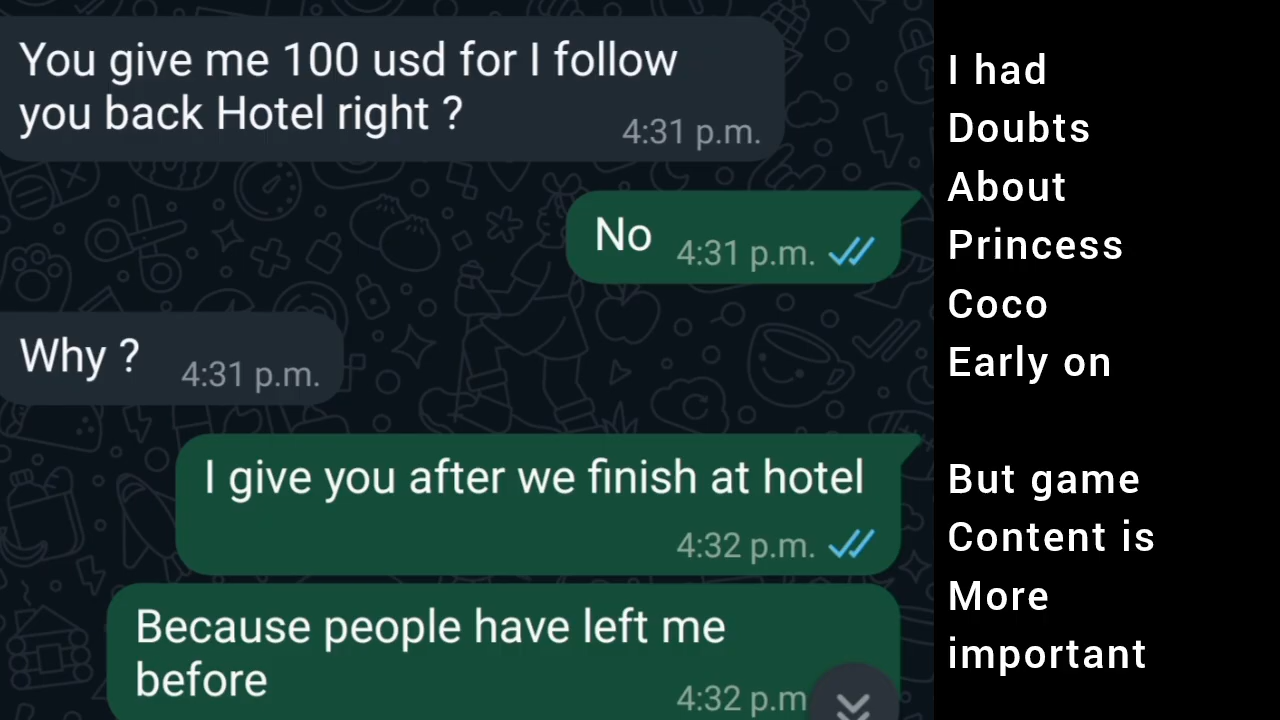 You give me 100 usd for I follow
you back Hotel right ?
4:31 p.m.
No
4:31 p.m.
Why ?
4:31 p.m.
I give you after we finish at hotel
4:32 p.m.
Because people have left me
before
4:32 p.m
I had
Doubts
About
Princess
Coco
Early on
But game
Content is
More
important